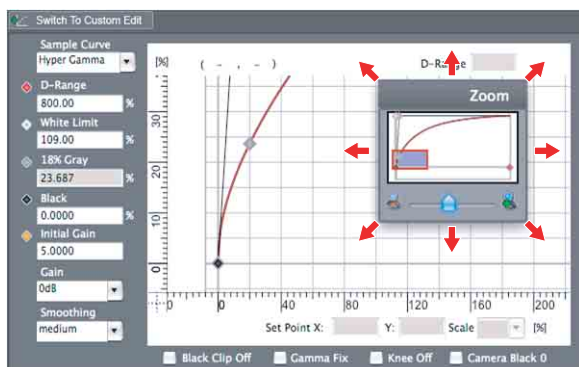 Switch To Custom Edit
Sample Curve
Hyper Gamma
D-Range
800.00 %
White Limit
109.00 %
18% Gray
23.687 %
Black
0.0000 %
Initial Gain
5.0000
Gain
0dB
Smoothing
medium
[%] ( - , - ) D-Range
30
20
10
0
0 40 80 120 160 200
Zoom
Set Point X: Y: Scale [%]
Black Clip Off Gamma Fix Knee Off Camera Black 0